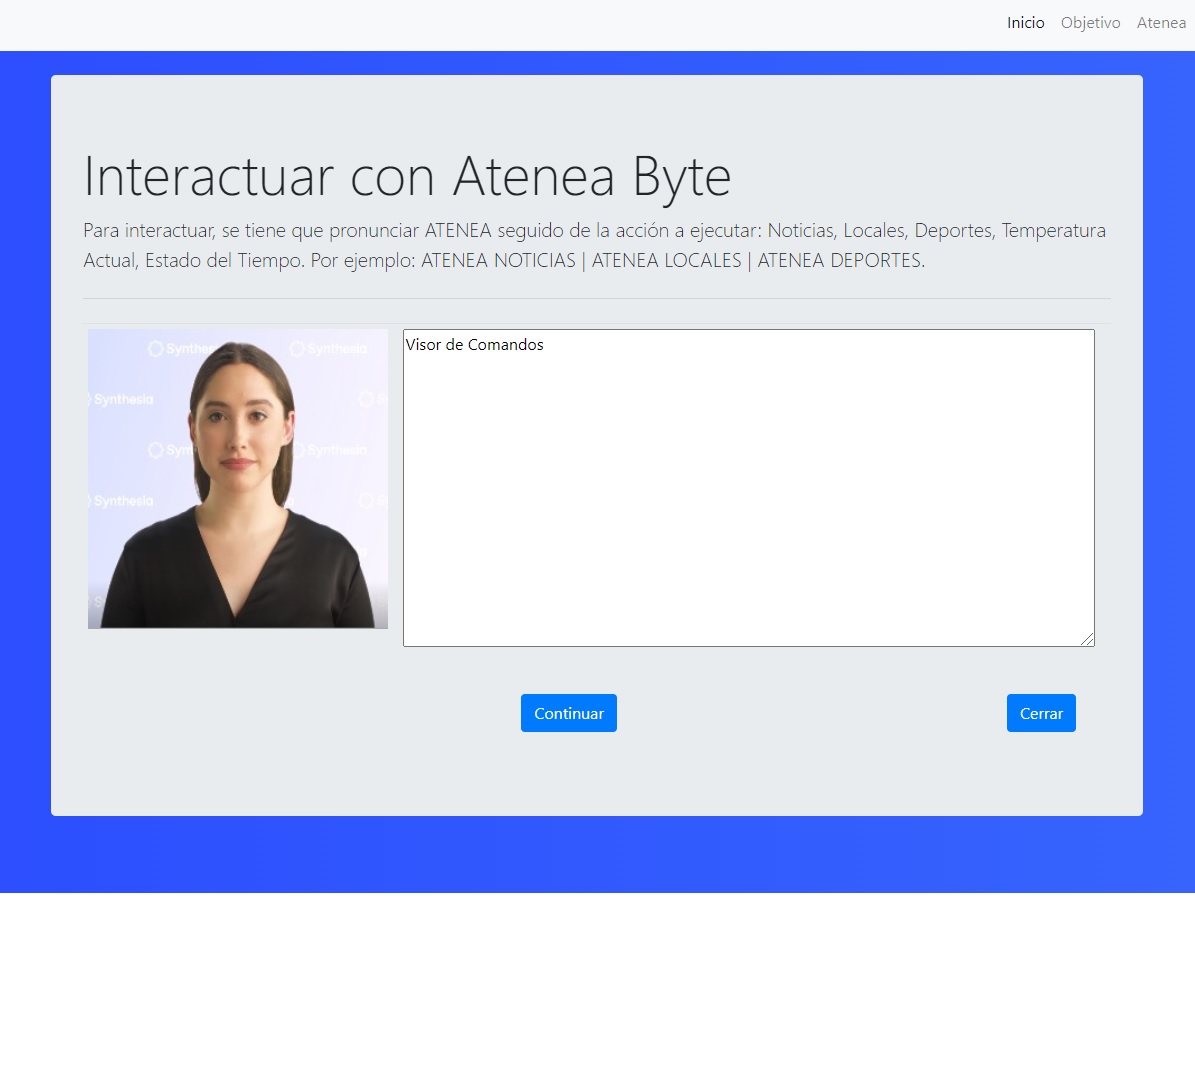 Inicio Objetivo Atenea
Interactuar con Atenea Byte
Para interactuar, se tiene que pronunciar ATENEA seguido de la acción a ejecutar: Noticias, Locales, Deportes, Temperatura
Actual, Estado del Tiempo. Por ejemplo: ATENEA NOTICIAS | ATENEA LOCALES | ATENEA DEPORTES.
Synthesia Synthesia
Synthesia S
Synthesia
Synthesia
Visor de Comandos
Continuar Cerrar